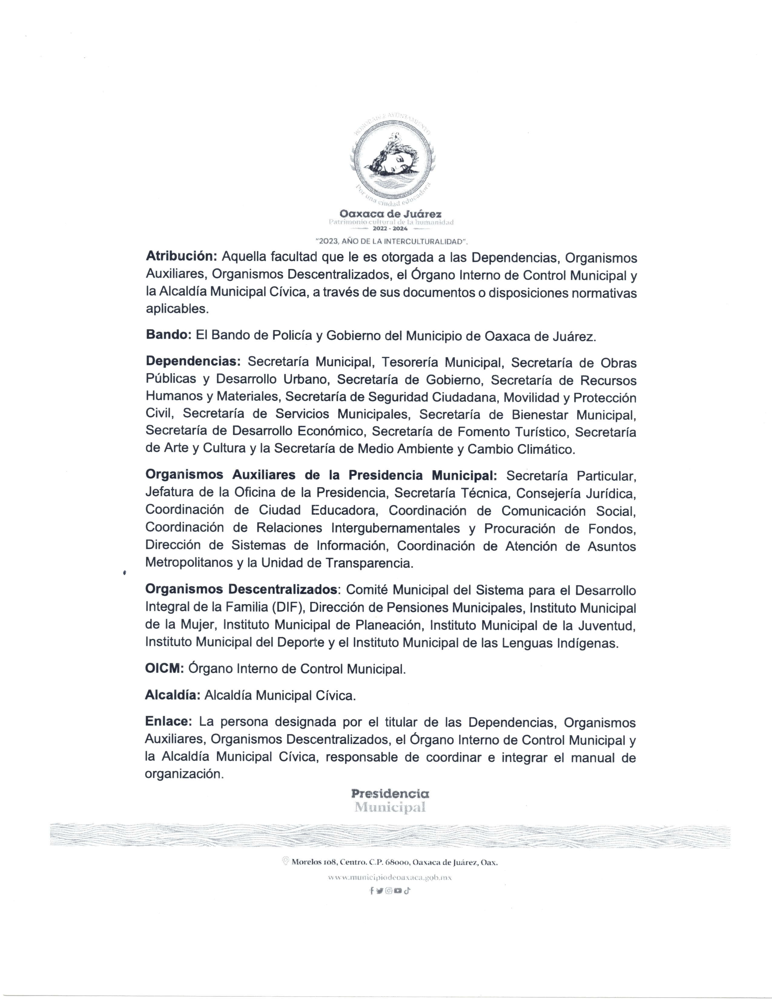 HONORABLE AYUNTAMIENTO
Por una ciudad educadora
Oaxaca de Juárez
Patrimonio cultural de la humanidad
2022 - 2024
"2023, AÑO DE LA INTERCULTURALIDAD".
Atribución: Aquella facultad que le es otorgada a las Dependencias, Organismos
Auxiliares, Organismos Descentralizados, el Órgano Interno de Control Municipal y
la Alcaldía Municipal Cívica, a través de sus documentos o disposiciones normativas
aplicables.
Bando: El Bando de Policía y Gobierno del Municipio de Oaxaca de Juárez.
Dependencias: Secretaría Municipal, Tesorería Municipal, Secretaría de Obras
Públicas y Desarrollo Urbano, Secretaría de Gobierno, Secretaría de Recursos
Humanos y Materiales, Secretaría de Seguridad Ciudadana, Movilidad y Protección
Civil, Secretaría de Servicios Municipales, Secretaría de Bienestar Municipal,
Secretaría de Desarrollo Económico, Secretaría de Fomento Turístico, Secretaría
de Arte y Cultura y la Secretaría de Medio Ambiente y Cambio Climático.
Organismos Auxiliares de la Presidencia Municipal: Secretaría Particular,
Jefatura de la Oficina de la Presidencia, Secretaría Técnica, Consejería Jurídica,
Coordinación de Ciudad Educadora, Coordinación de Comunicación Social,
Coordinación de Relaciones Intergubernamentales y Procuración de Fondos,
Dirección de Sistemas de Información, Coordinación de Atención de Asuntos
Metropolitanos y la Unidad de Transparencia.
Organismos Descentralizados: Comité Municipal del Sistema para el Desarrollo
Integral de la Familia (DIF), Dirección de Pensiones Municipales, Instituto Municipal
de la Mujer, Instituto Municipal de Planeación, Instituto Municipal de la Juventud,
Instituto Municipal del Deporte y el Instituto Municipal de las Lenguas Indígenas.
OICM: Órgano Interno de Control Municipal.
Alcaldía: Alcaldía Municipal Cívica.
Enlace: La persona designada por el titular de las Dependencias, Organismos
Auxiliares, Organismos Descentralizados, el Órgano Interno de Control Municipal y
la Alcaldía Municipal Cívica, responsable de coordinar e integrar el manual de
organización.
Presidencia
Municipal
Morelos 108, Centro. C.P. 68000, Oaxaca de Juárez, Oax.
www.municipiodeoaxaca.gob.mx